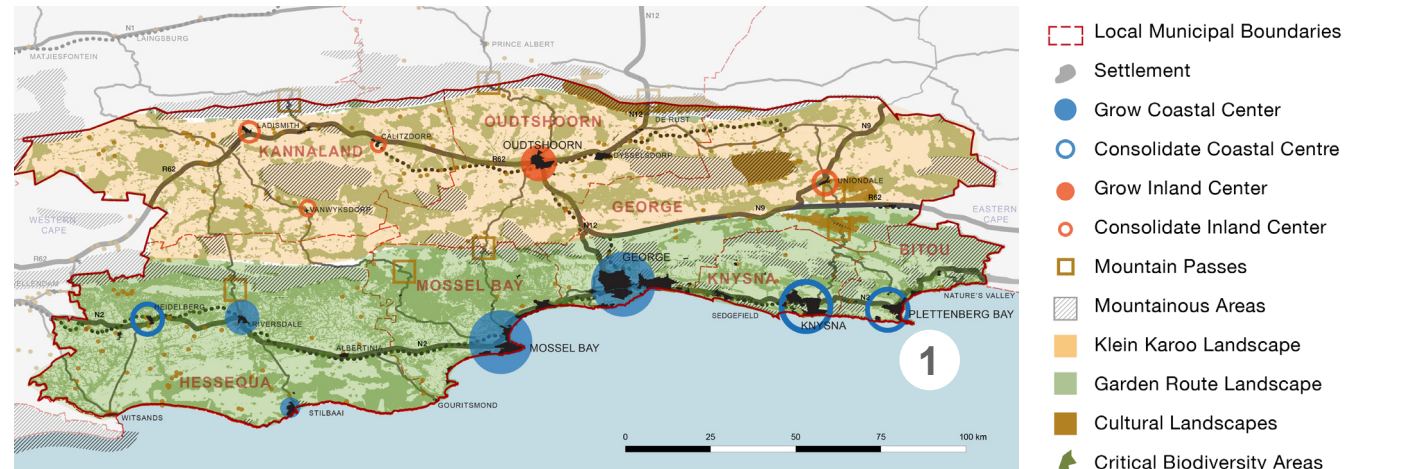 N1
LAINGSBURG
MATJIESFONTEIN
N12
PRINCE ALBERT
LADISMITH
CALITZDORP
KANNALAND
OUDTSHOORN
OUDTSHOORN
N12
DE RUST
N9
R62
R62
DYSSELSDORP
UNIONDALE
VANWYKSDORP
GEORGE
N9
R62
WESTERN
CAPE
EASTERN
CAPE
N12
R62
BITOU
GEORGE
KNYSNA
MOSSEL BAY
ELLENDAM
HEIDELBERG
N2
RIVERSDALE
N2
NATURE'S VALLEY
SEDGEFIELD
KNYSNA
PLETTENBERG BAY
ALBERTINIA
N2
MOSSEL BAY
1
HESSEQUA
GOURITSMOND
WITSANDS
STILBAAI
0 25 50 75 100 km
Local Municipal Boundaries
Settlement
Grow Coastal Center
Consolidate Coastal Centre
Grow Inland Center
Consolidate Inland Center
Mountain Passes
Mountainous Areas
Klein Karoo Landscape
Garden Route Landscape
Cultural Landscapes
Critical Biodiversity Areas